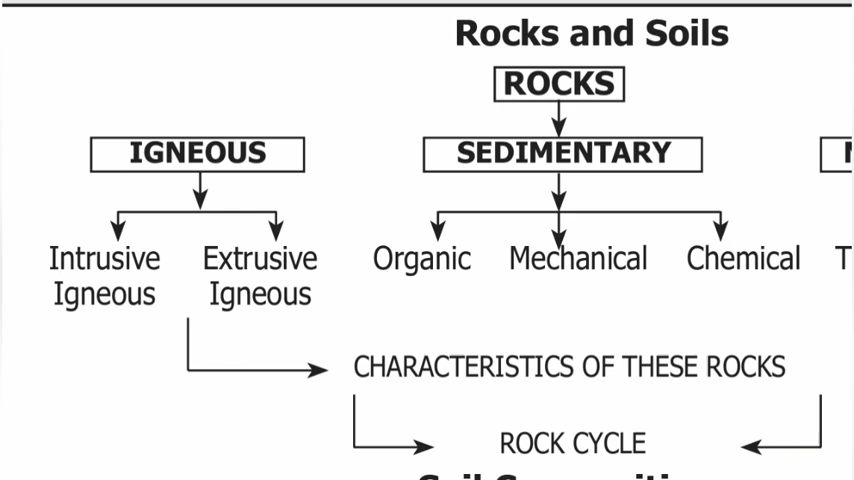 Rocks and Soils
ROCKS
IGNEOUS
SEDIMENTARY
Intrusive Igneous
Extrusive Igneous
Organic
Mechanical
Chemical
CHARACTERISTICS OF THESE ROCKS
ROCK CYCLE